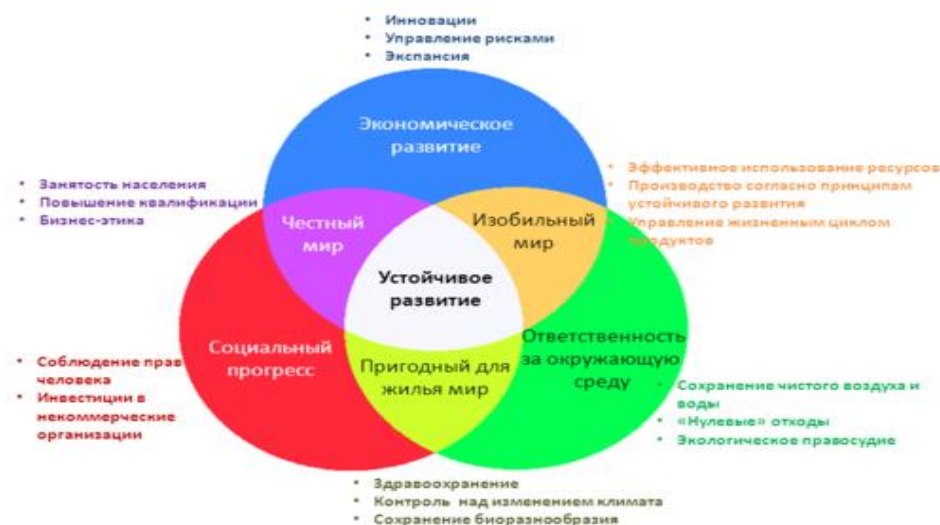 • Инновации
• Управление рисками
• Экспансия
Экономическое
развитие
• Занятость населения
• Повышение квалификации
• Бизнес-этика
• Эффективное использование ресурсов
• Производство согласно принципам
устойчивого развития
• Управление жизненным циклом
продуктов
Честный
мир
Изобильный
мир
Устойчивое
развитие
Социальный
прогресс
Пригодный для
жилья мир
Ответственность
за окружающую
среду
• Соблюдение прав
человека
• Инвестиции в
некоммерческие
организации
• Сохранение чистого воздуха и
воды
• «Нулевые» отходы
• Экологическое правосудие
• Здравоохранение
• Контроль над изменением климата
• Сохранение биоразнообразия